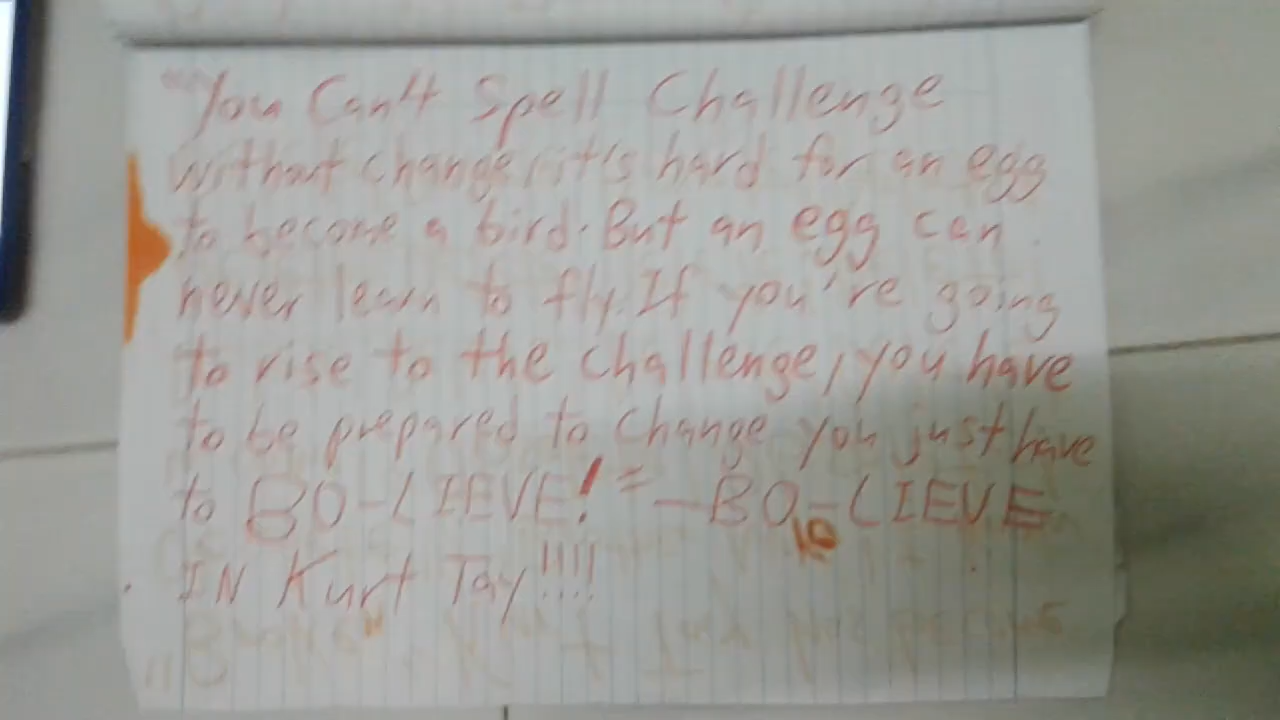 "You Can't Spell Challenge
without change, it's hard for an egg
to become a bird. But an egg can
never learn to fly. If you're going
to rise to the challenge, you have
to be prepared to change you just have
to BO-LIEVE!" -BO-LIEVE
IN Kurt Tay!!!!